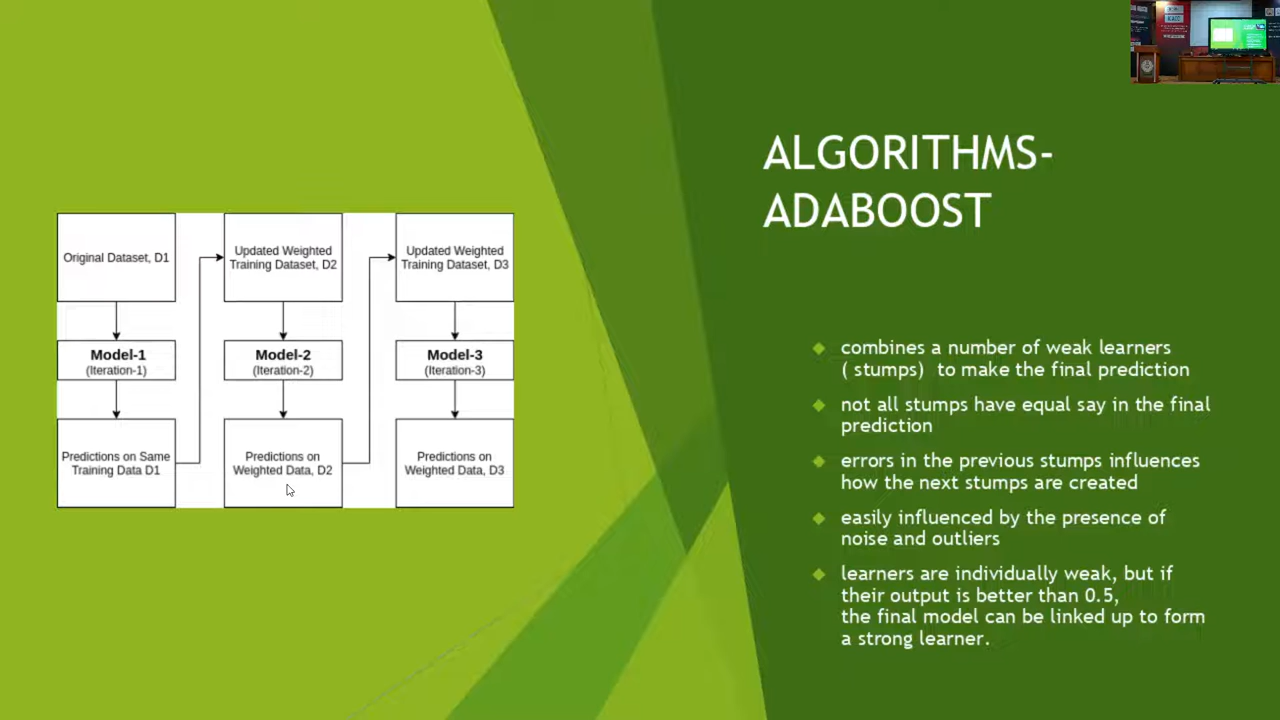 ALGORITHMS-
ADABOOST
Original Dataset, D1
Updated Weighted
Training Dataset, D2
Updated Weighted
Training Dataset, D3
Model-1
(Iteration-1)
Model-2
(Iteration-2)
Model-3
(Iteration-3)
Predictions on Same
Training Data D1
Predictions on
Weighted Data, D2
Predictions on
Weighted Data, D3
combines a number of weak learners
( stumps) to make the final prediction
not all stumps have equal say in the final
prediction
errors in the previous stumps influences
how the next stumps are created
easily influenced by the presence of
noise and outliers
learners are individually weak, but if
their output is better than 0.5,
the final model can be linked up to form
a strong learner.